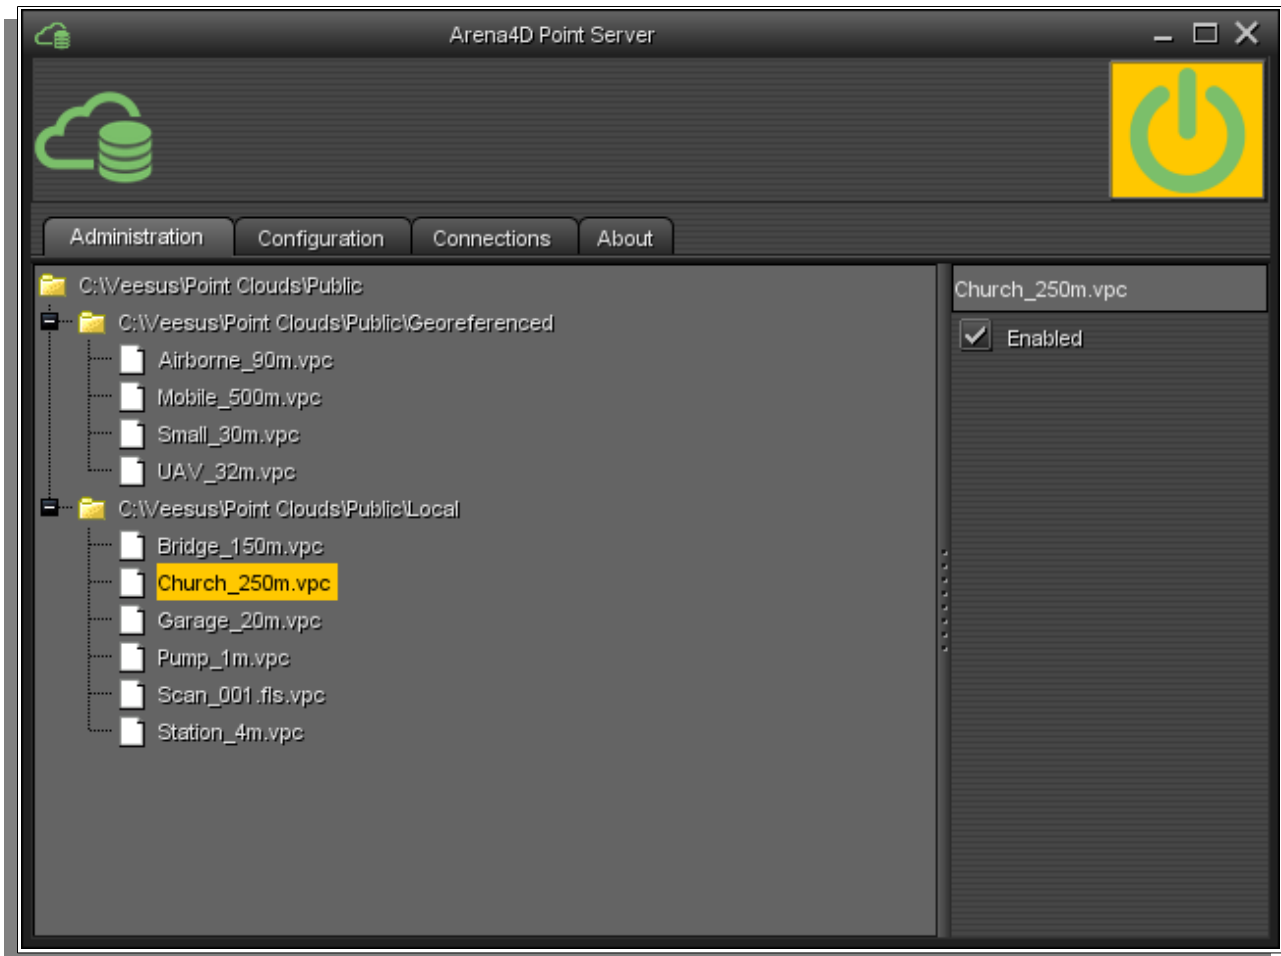 Arena4D Point Server
Administration Configuration Connections About
C:\Veesus\Point Clouds\Public
C:\Veesus\Point Clouds\Public\Georeferenced
Airborne_90m.vpc
Mobile_500m.vpc
Small_30m.vpc
UAV_32m.vpc
C:\Veesus\Point Clouds\Public\Local
Bridge_150m.vpc
Church_250m.vpc
Garage_20m.vpc
Pump_1m.vpc
Scan_001.fls.vpc
Station_4m.vpc
Church_250m.vpc
Enabled